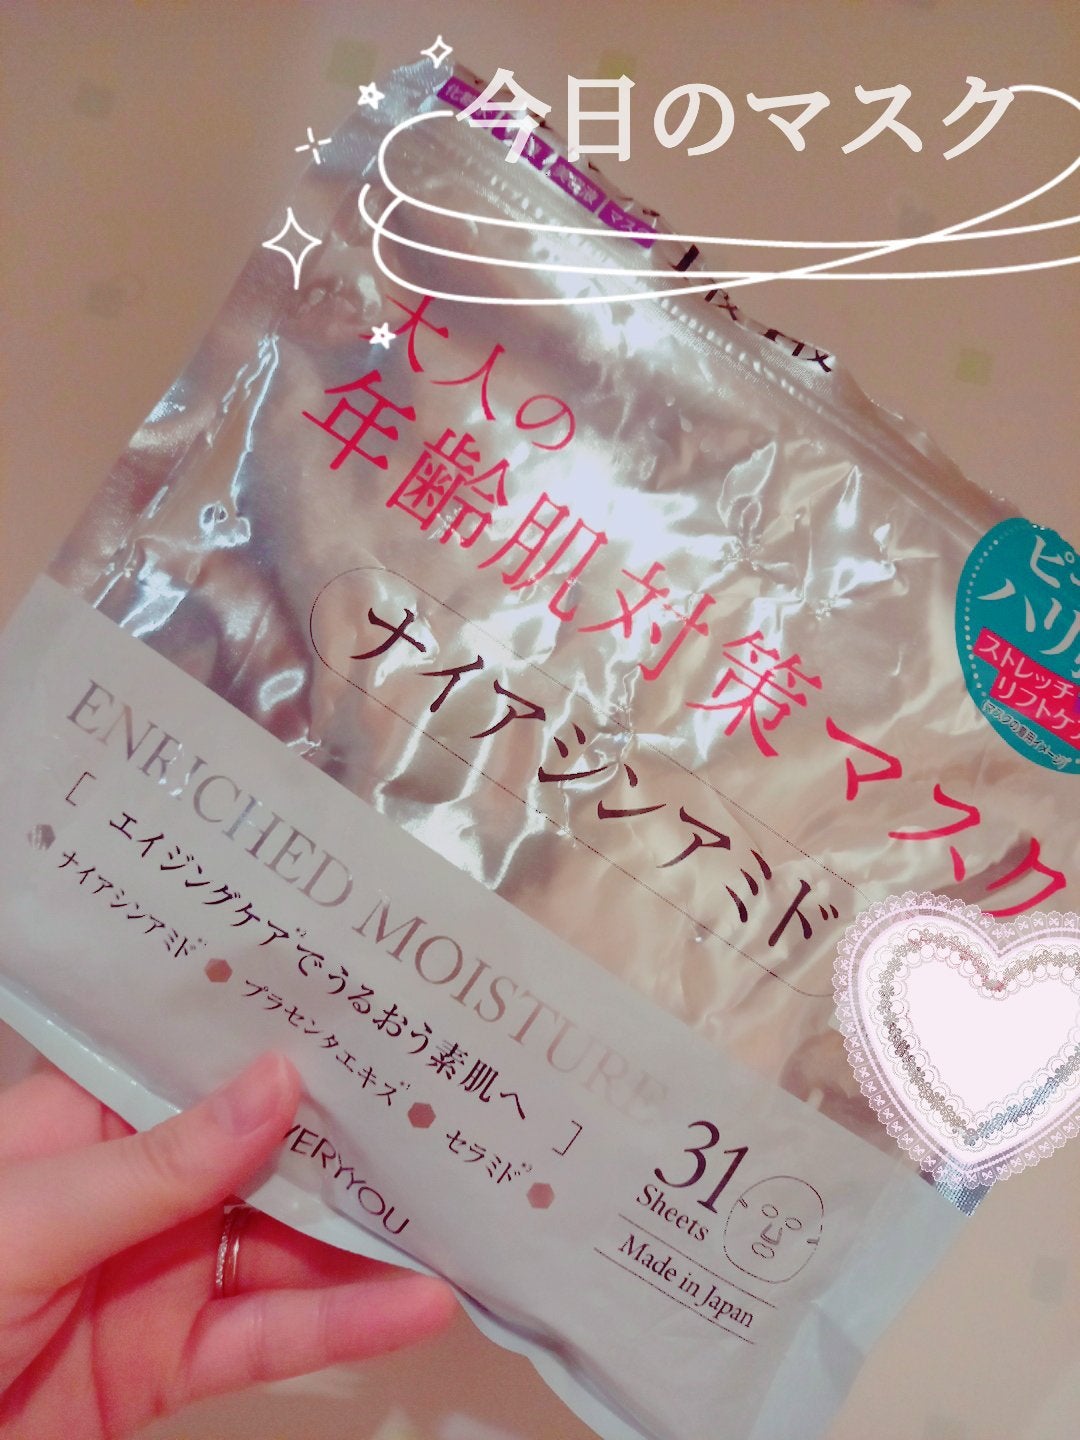 今日のマスク
マスク
大人の
年齢肌対策マスク
ナイアシンアミド
ストレッチ
リフトケア
ENRICHED MOISTURE
[ エイジングケアでうるおう素肌へ ]
ナイアシンアミド
プラセンタエキス
セラミド
VERYYOU
31
Sheets
Made in Japan